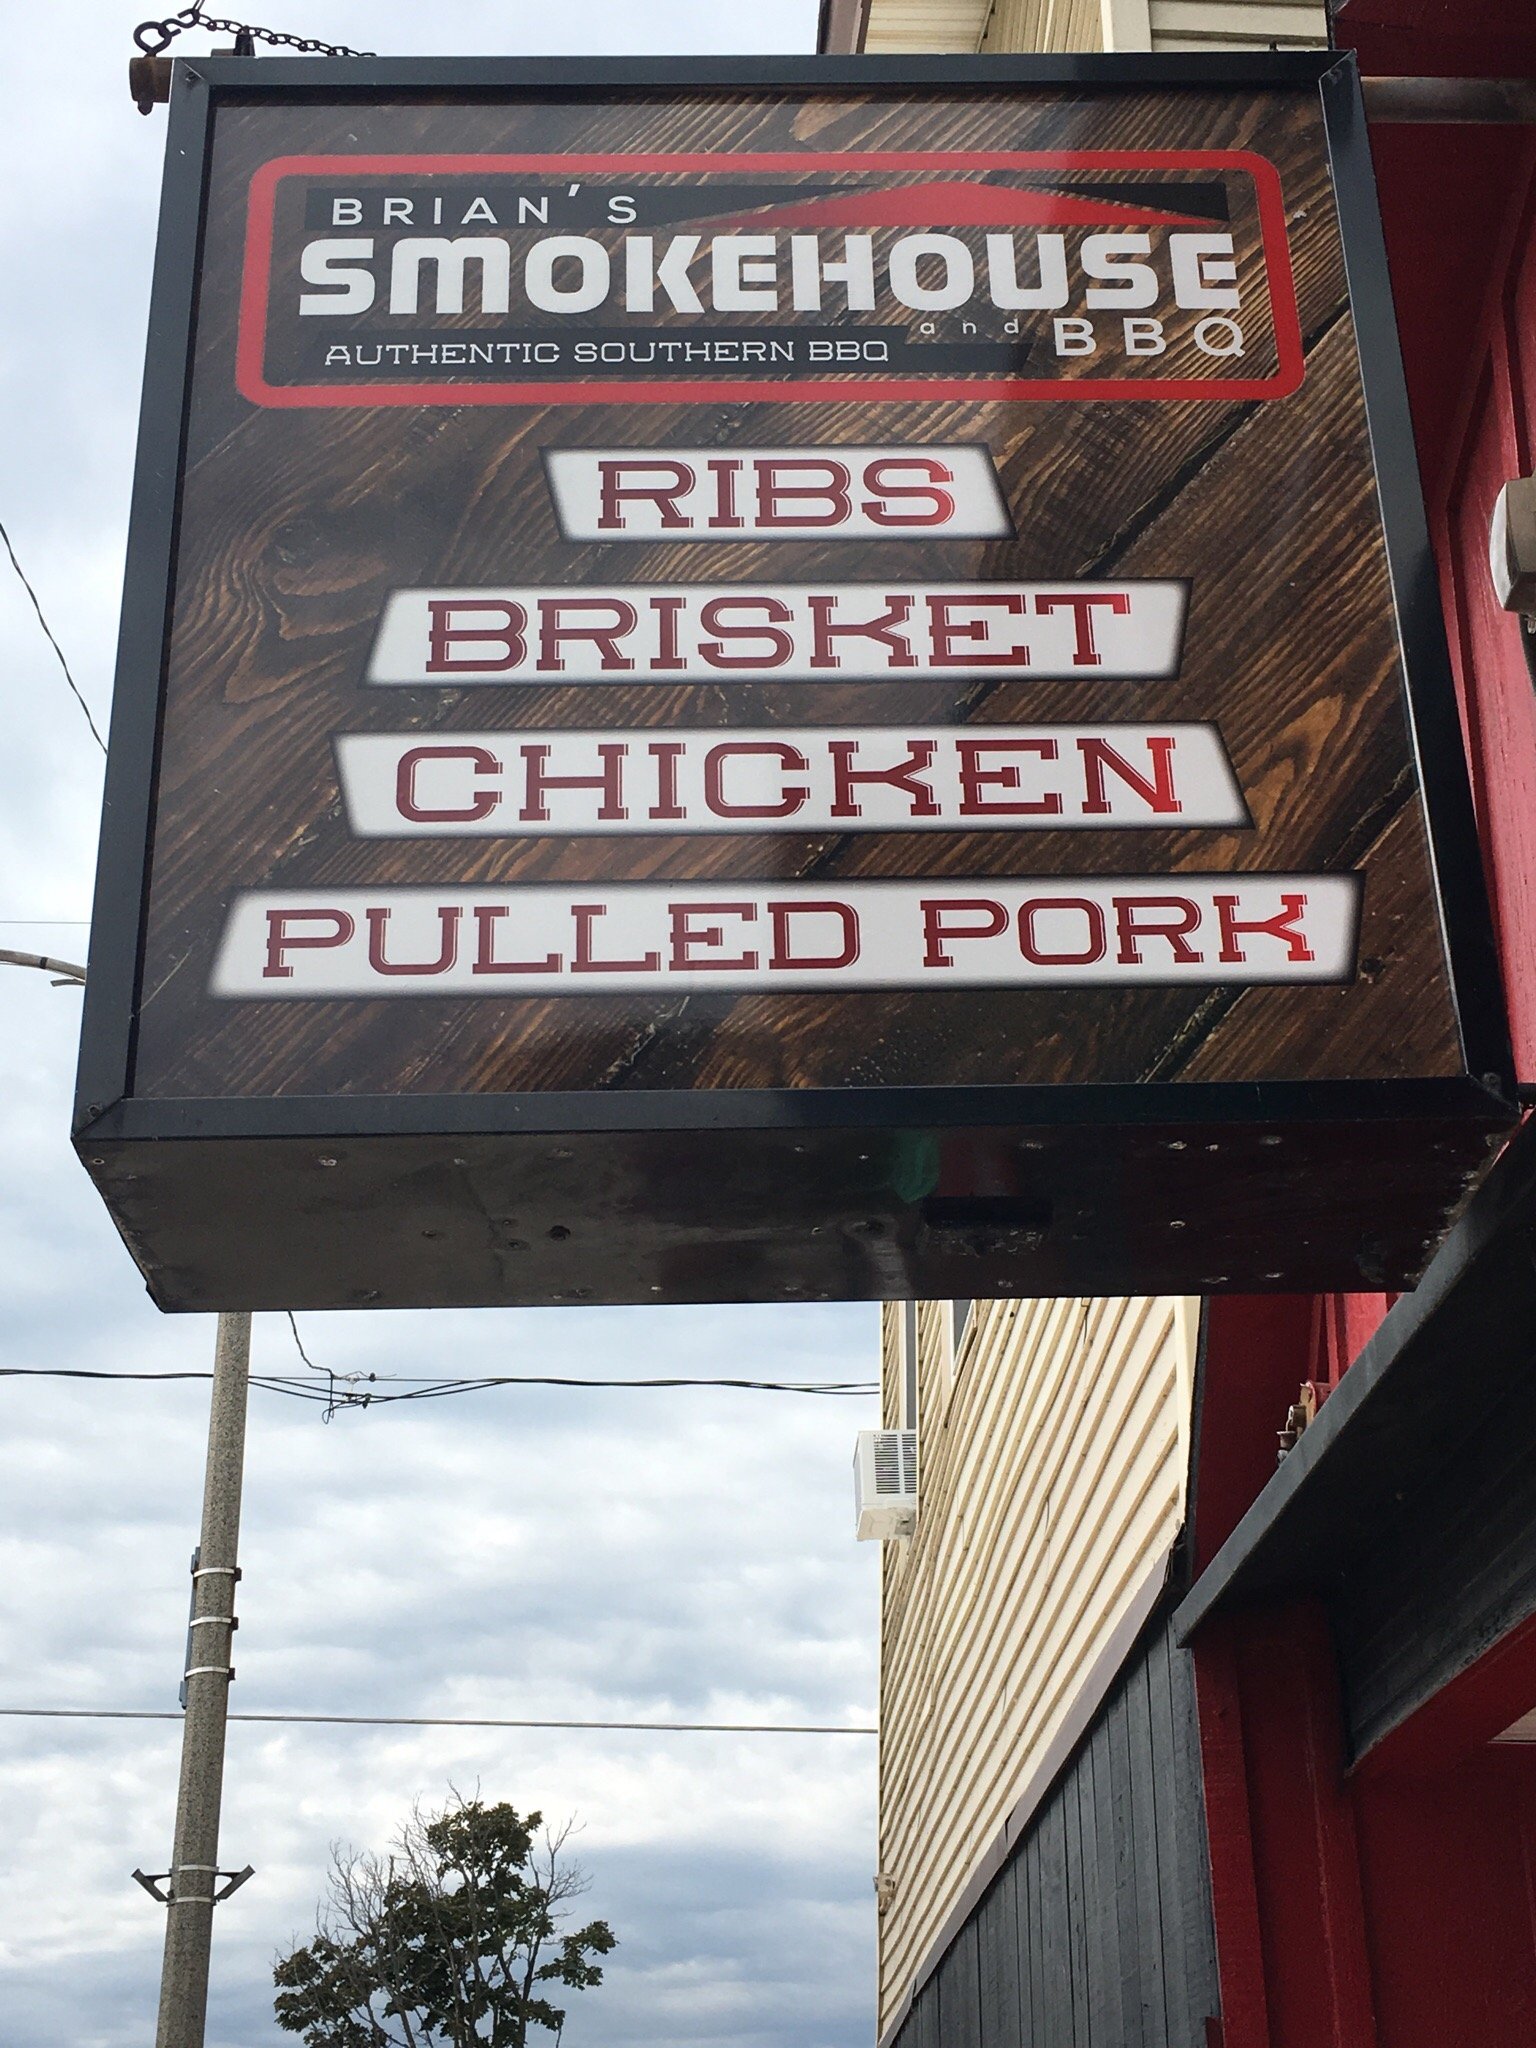 BRIAN'S
SMOKEHOUSE
and BBQ
AUTHENTIC SOUTHERN BBQ
RIBS
BRISKET
CHICKEN
PULLED PORK